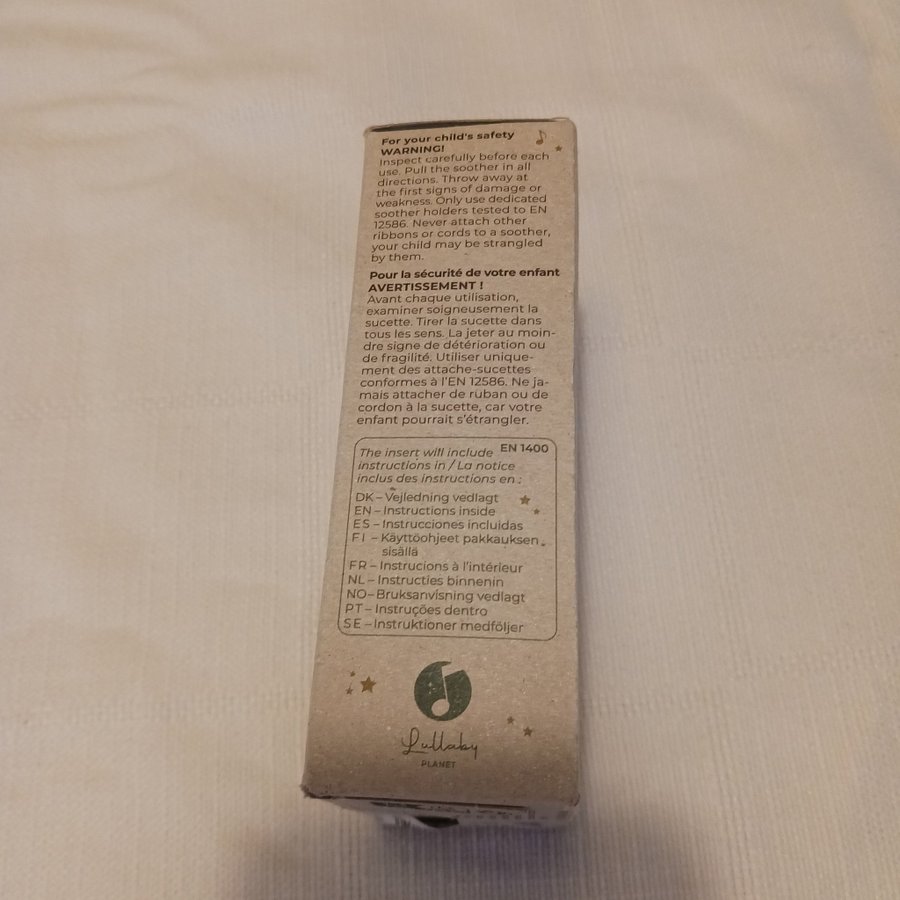 For your child's safety
WARNING!
Inspect carefully before each
use. Pull the soother in all
directions. Throw away at
the first signs of damage or
weakness. Only use dedicated
soother holders tested to EN
12586. Never attach other
ribbons or cords to a soother,
your child may be strangled
by them.
Pour la sécurité de votre enfant
AVERTISSEMENT !
Avant chaque utilisation,
examiner soigneusement la
sucette. Tirer la sucette dans
tous les sens. La jeter au moin-
dre signe de détérioration ou
de fragilité. Utiliser unique-
ment des attache-sucettes
conformes à l'EN 12586. Ne ja-
mais attacher de ruban ou de
cordon à la sucette, car votre
enfant pourrait s'étrangler.
The insert will include EN 1400
instructions in / La notice
inclus des instructions en :
DK – Vejledning vedlagt
EN – Instructions inside
ES – Instrucciones incluidas
FI – Käyttöohjeet pakkauksen
sisällä
FR – Instrucions à l'intérieur
NL – Instructies binnenin
NO – Bruksanvisning vedlagt
PT – Instruções dentro
SE – Instruktioner medföljer
Lullaby
PLANET